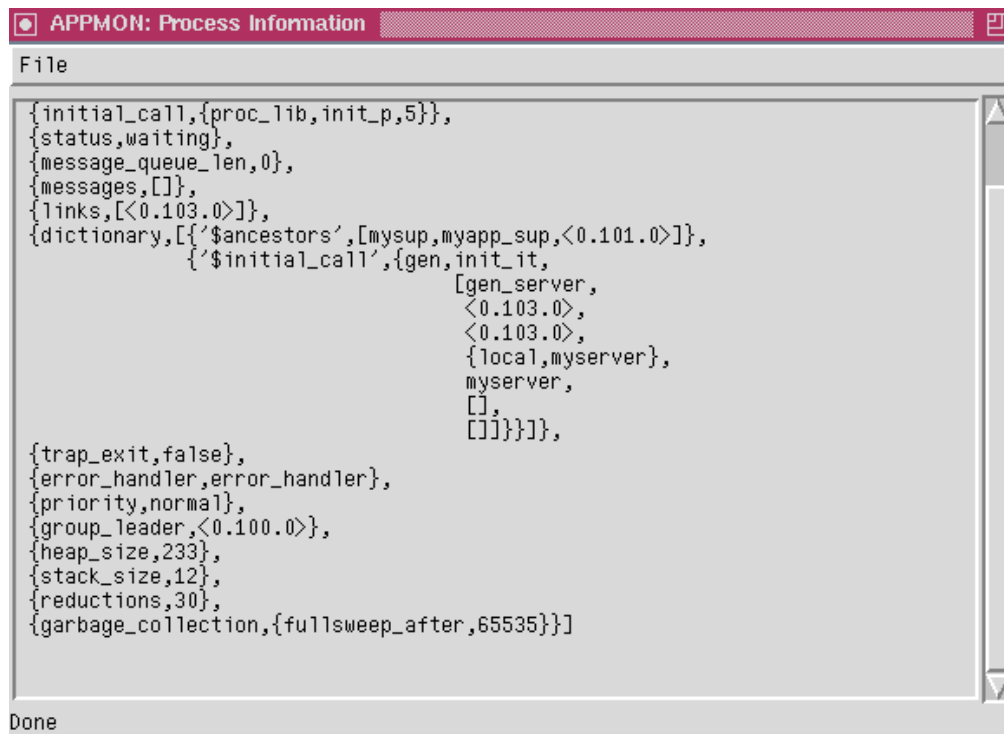 APPMON: Process Information
File
{initial_call,{proc_lib,init_p,5}},
{status,waiting},
{message_queue_len,0},
{messages,[]},
{links,[<0.103.0>]},
{dictionary,[{'$ancestors',[mysup,myapp_sup,<0.101.0>]},
{'$initial_call',{gen,init_it,
[gen_server,
<0.103.0>,
<0.103.0>,
{local,myserver},
myserver,
[],
[]]}}]},
{trap_exit,false},
{error_handler,error_handler},
{priority,normal},
{group_leader,<0.100.0>},
{heap_size,233},
{stack_size,12},
{reductions,30},
{garbage_collection,{fullsweep_after,65535}}]
Done